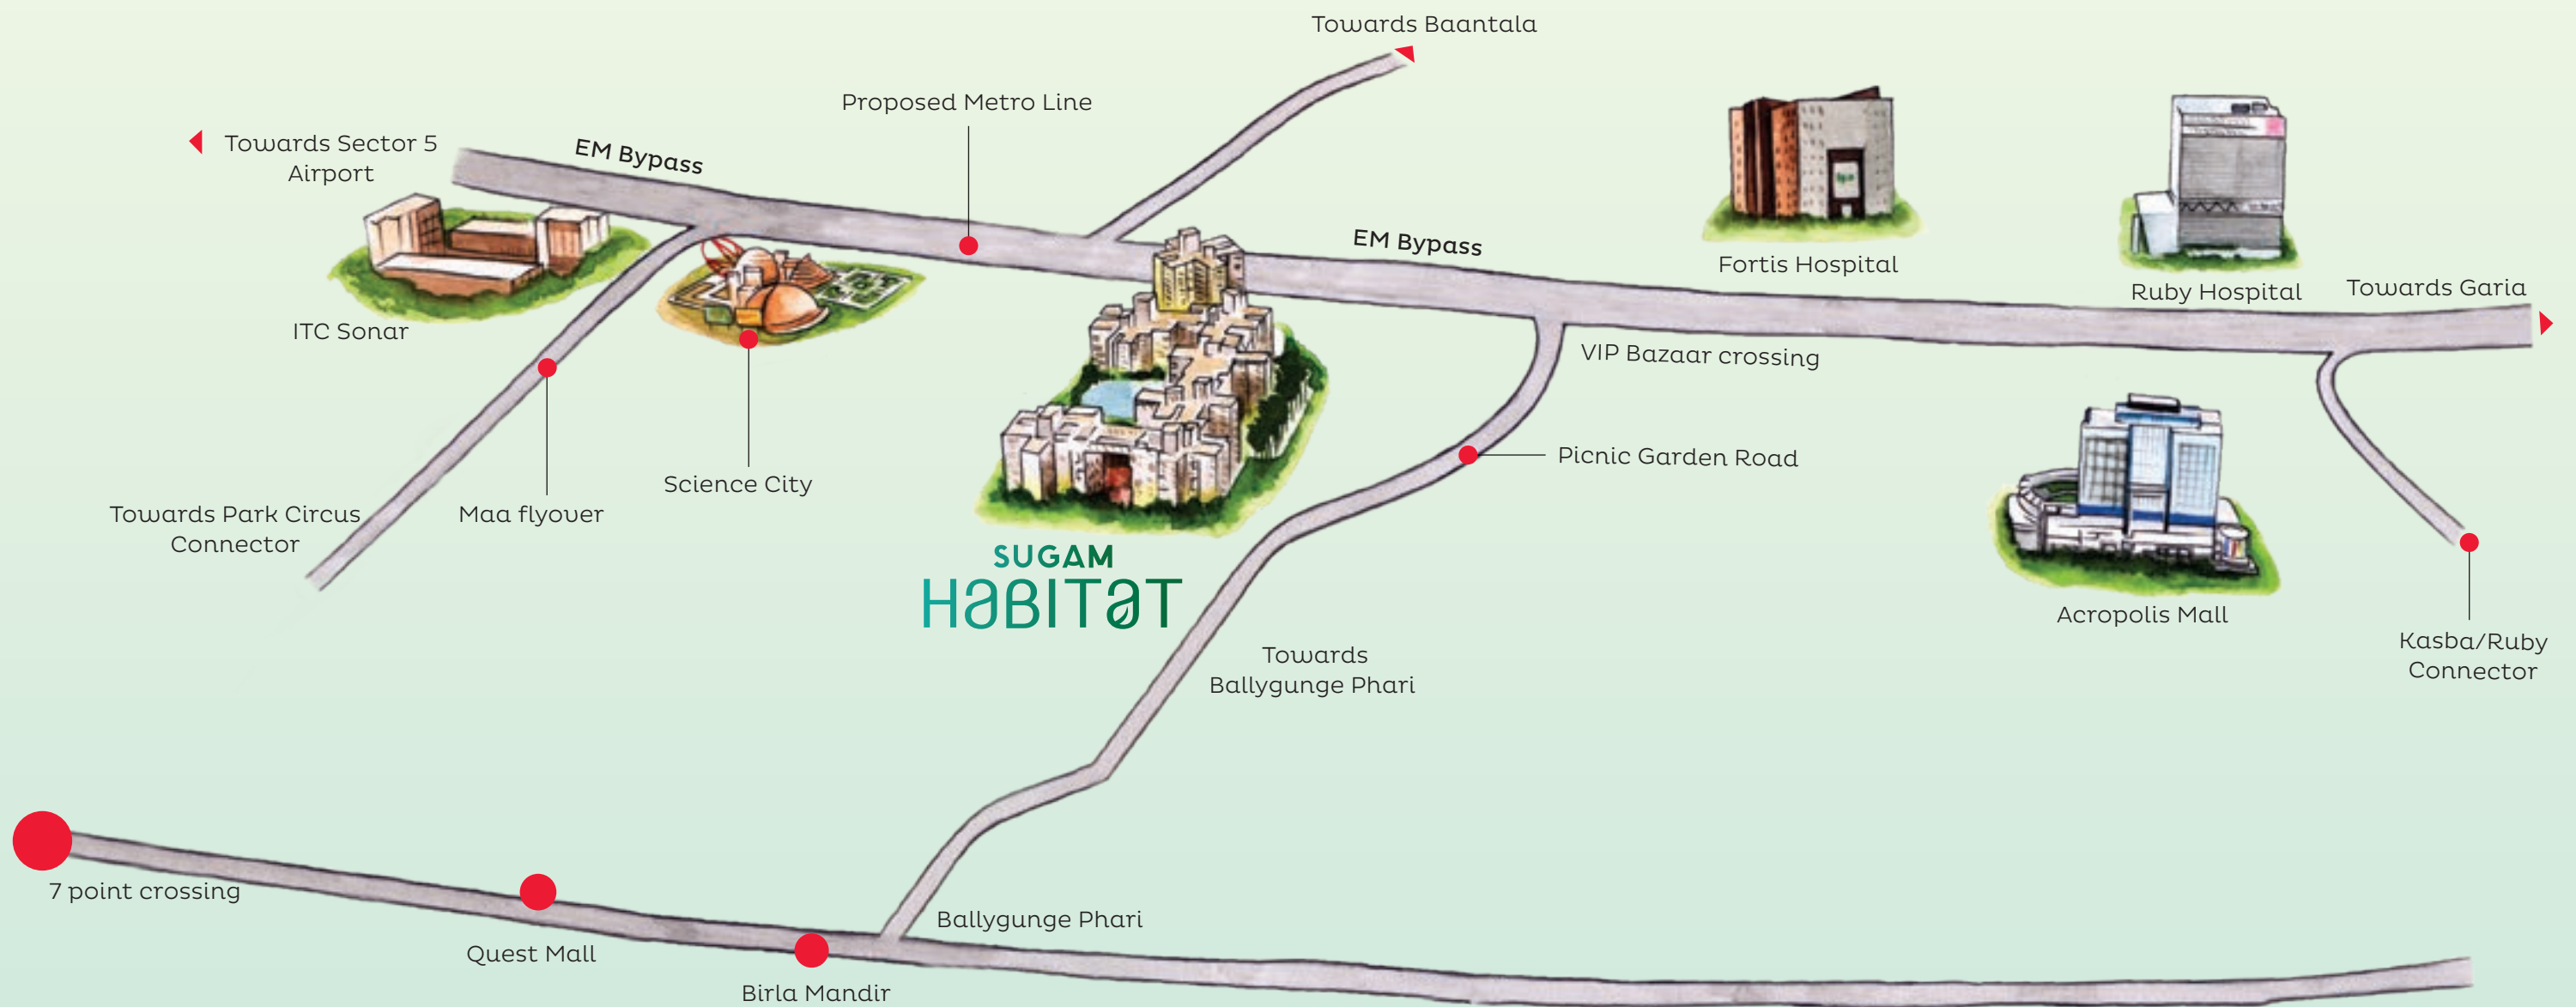 Towards Baantala
Proposed Metro Line
Towards Sector 5
Airport
EM Bypass
EM Bypass
Fortis Hospital
Ruby Hospital
Towards Garia
ITC Sonar
VIP Bazaar crossing
Science City
Picnic Garden Road
Towards Park Circus
Connector
Maa flyover
SUGAM
HaBITaT
Acropolis Mall
Kasba/Ruby
Connector
Towards
Ballygunge Phari
7 point crossing
Ballygunge Phari
Quest Mall
Birla Mandir